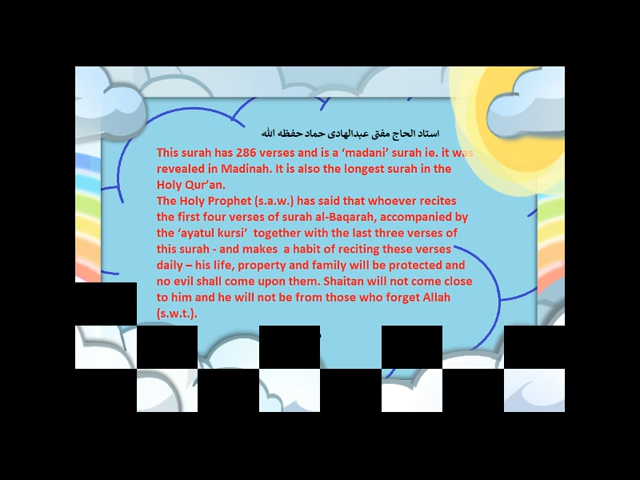 استاد الحاج مفتی عبدالهادی حماد حفظه الله
This surah has 286 verses and is a ‘madani’ surah ie. it was
revealed in Madinah. It is also the longest surah in the
Holy Qur’an.
The Holy Prophet (s.a.w.) has said that whoever recites
the first four verses of surah al-Baqarah, accompanied by
the ‘ayatul kursi’  together with the last three verses of
this surah - and makes  a habit of reciting these verses
daily – his life, property and family will be protected and
no evil shall come upon them. Shaitan will not come close
to him and he will not be from those who forget Allah
(s.w.t.).